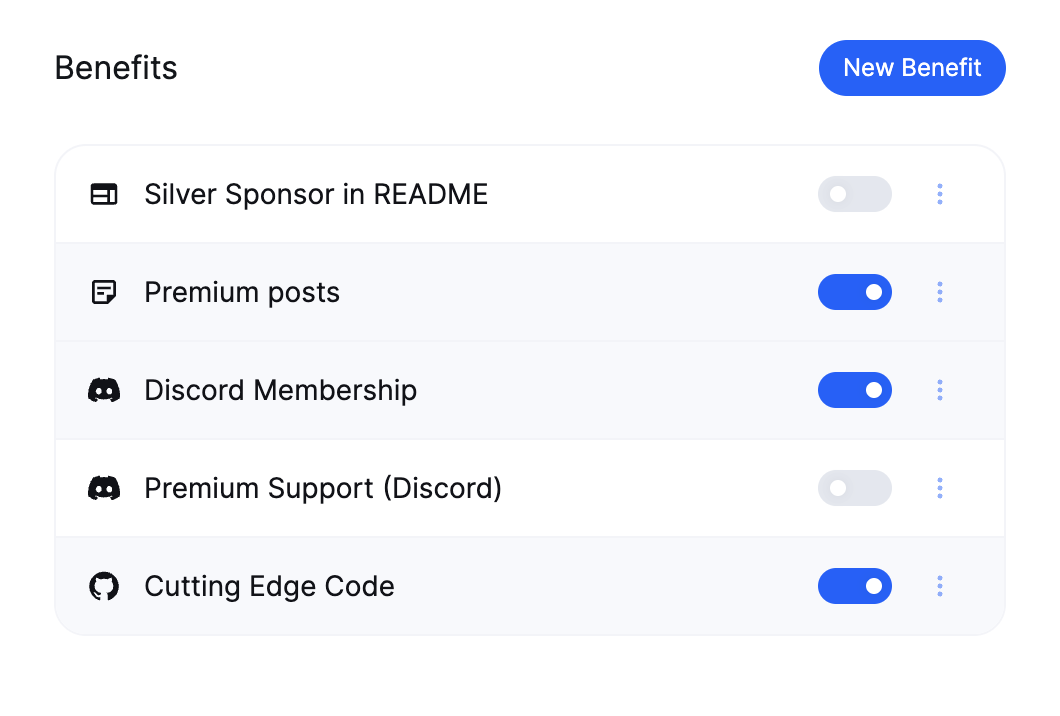 Benefits
New Benefit
Silver Sponsor in README
Premium posts
Discord Membership
Premium Support (Discord)
Cutting Edge Code